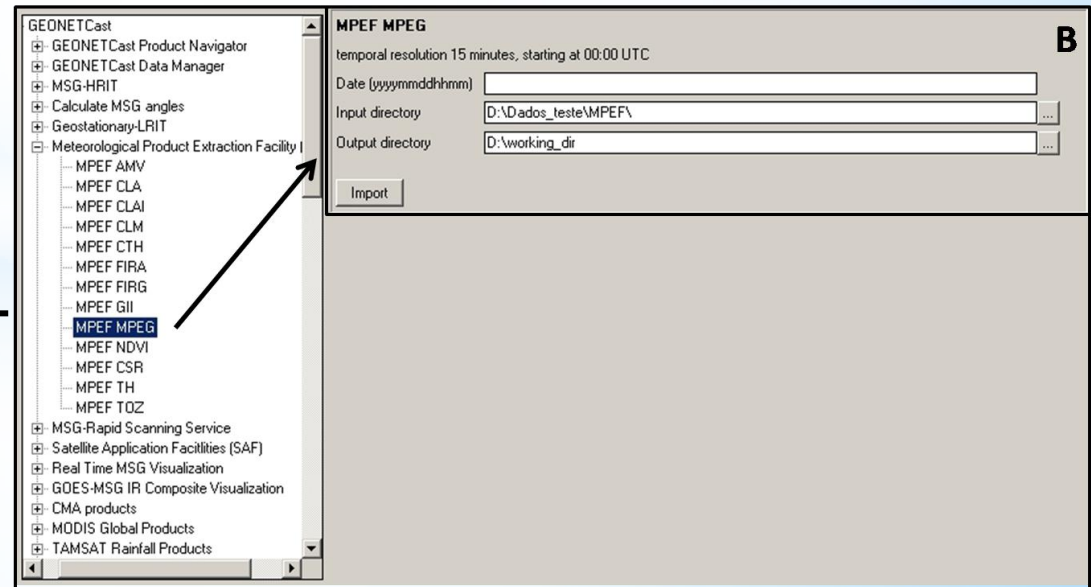 GEONETCast
GEONETCast Product Navigator
GEONETCast Data Manager
MSG-HRIT
Calculate MSG angles
Geostationary-LRIT
Meteorological Product Extraction Facility
MPEF AMV
MPEF CLA
MPEF CLAI
MPEF CLM
MPEF CTH
MPEF FIRA
MPEF FIRG
MPEF GII
MPEF MPEG
MPEF NDVI
MPEF CSR
MPEF TH
MPEF TOZ
MSG-Rapid Scanning Service
Satellite Application Facitlities (SAF)
Real Time MSG Visualization
GOES-MSG IR Composite Visualization
CMA products
MODIS Global Products
TAMSAT Rainfall Products
MPEF MPEG
B
temporal resolution 15 minutes, starting at 00:00 UTC
Date (yyyymmddhhmm)
Input directory D:\Dados_teste\MPEF\ ...
Output directory D:\working_dir ...
Import